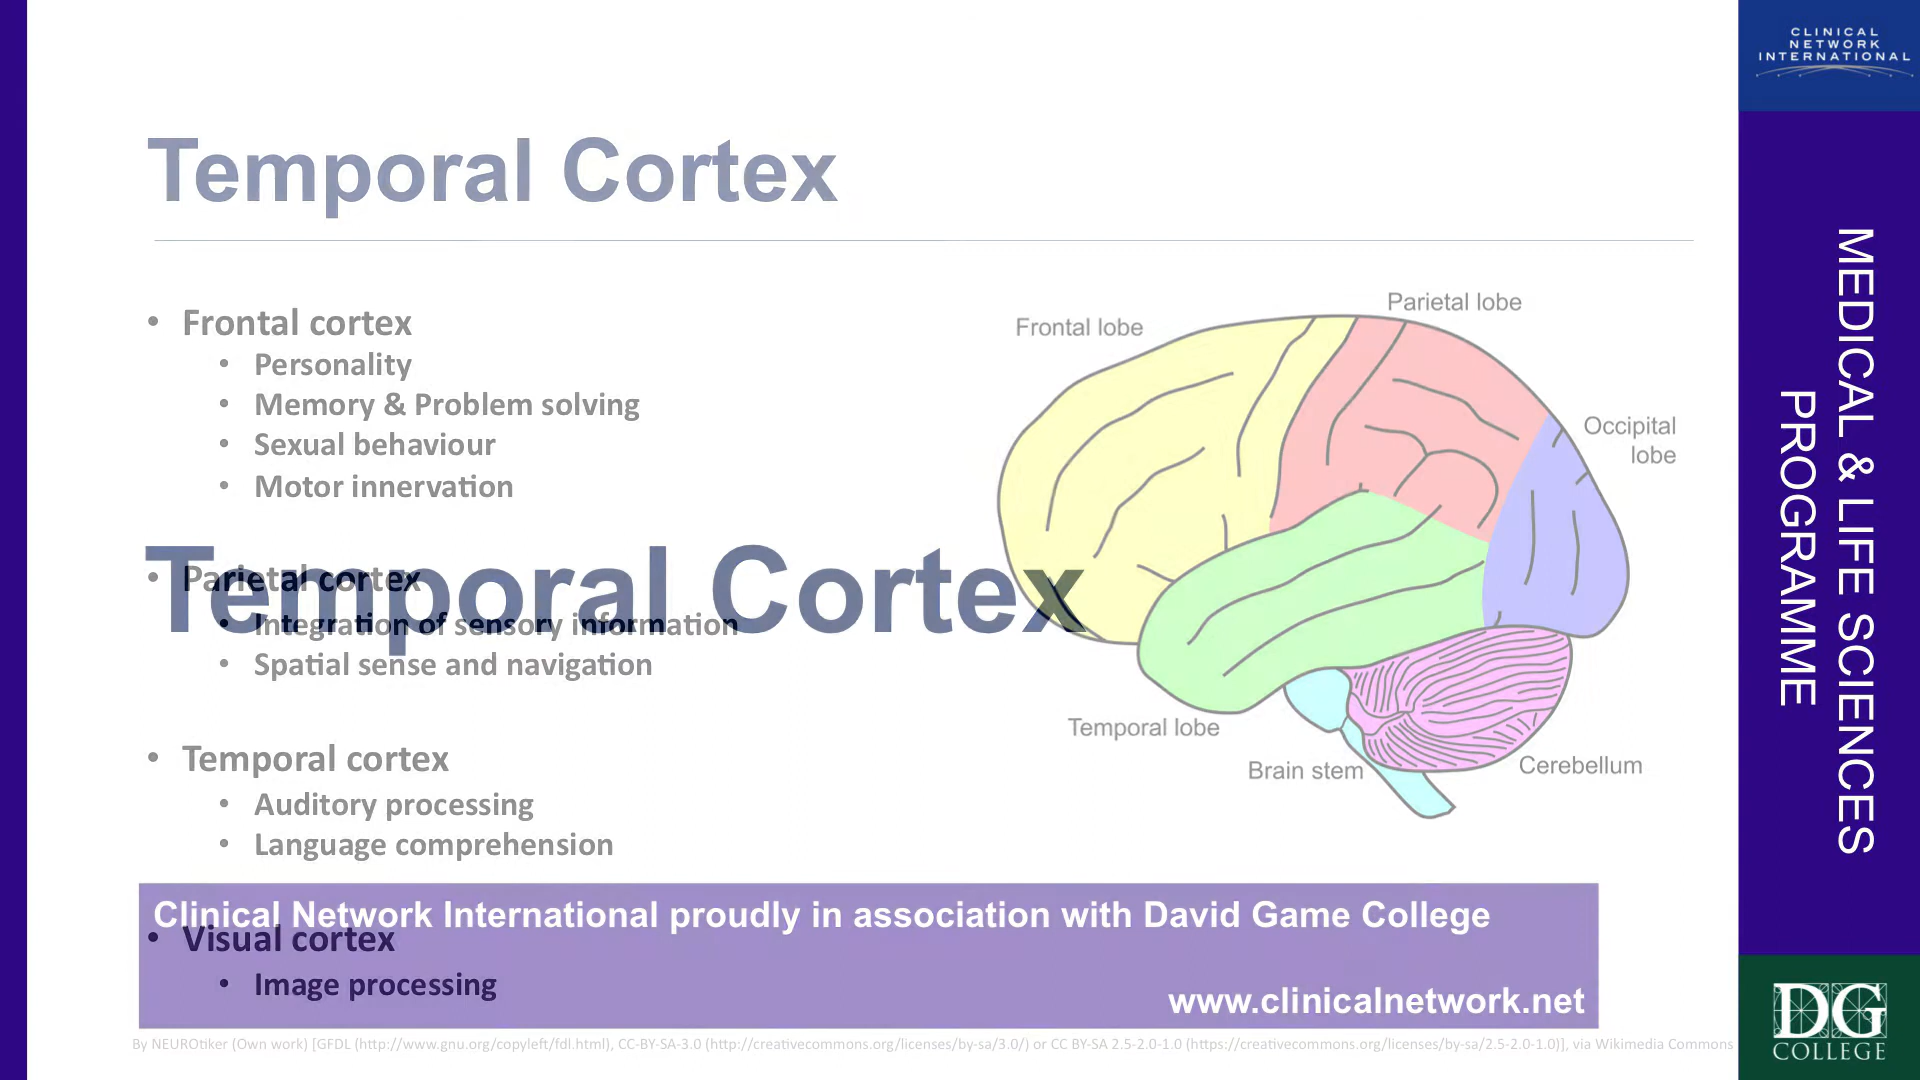 CLINICAL
NETWORK
INTERNATIONAL
Temporal Cortex
• Frontal cortex
• Personality
• Memory & Problem solving
• Sexual behaviour
• Motor innervation
Temporal Cortex
• Parietal cortex
• Integration of sensory information
• Spatial sense and navigation
• Temporal cortex
• Auditory processing
• Language comprehension
Clinical Network International proudly in association with David Game College
• Visual cortex
• Image processing
www.clinicalnetwork.net
Frontal lobe
Parietal lobe
Occipital
lobe
Temporal lobe
Brain stem
Cerebellum
By NEUROtiker (Own work) [GFDL (http://www.gnu.org/copyleft/fdl.html), CC-BY-SA-3.0 (http://creativecommons.org/licenses/by-sa/3.0/) or CC BY-SA 2.5-2.0-1.0 (https://creativecommons.org/licenses/by-sa/2.5-2.0-1.0)], via Wikimedia Commons
MEDICAL & LIFE SCIENCES
PROGRAMME
DG
COLLEGE